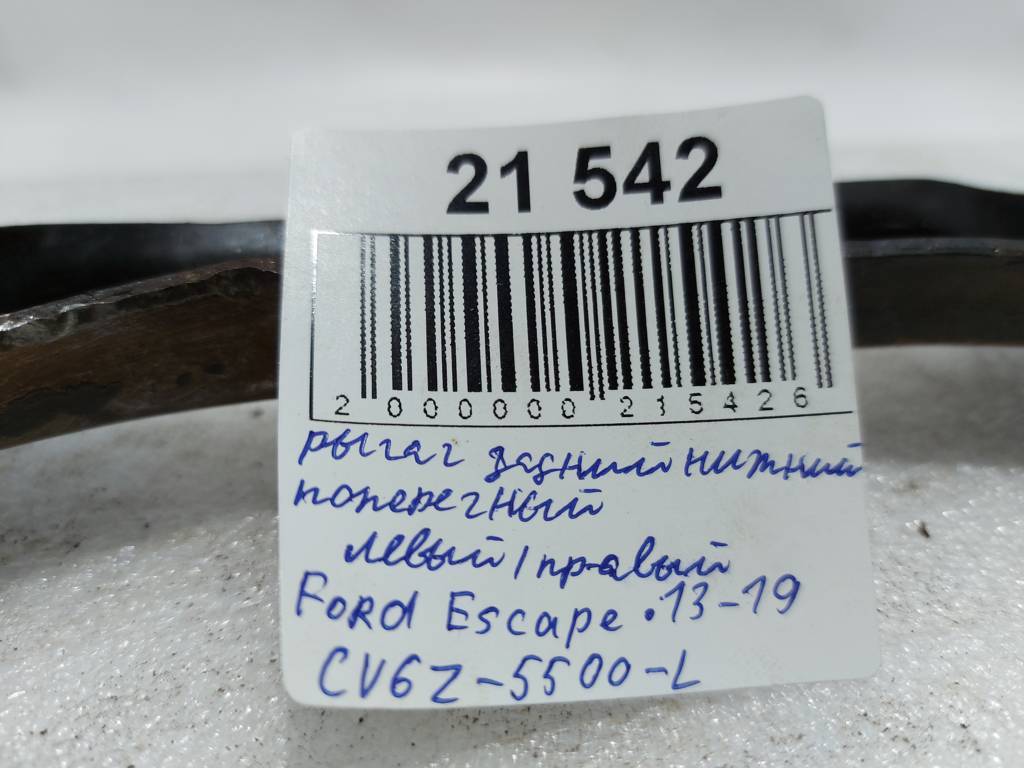 21 542
2 000000 215426
рычаг задний нижний
поперечный
левый/правый
Ford Escape .13-19
CV6Z-5500-L